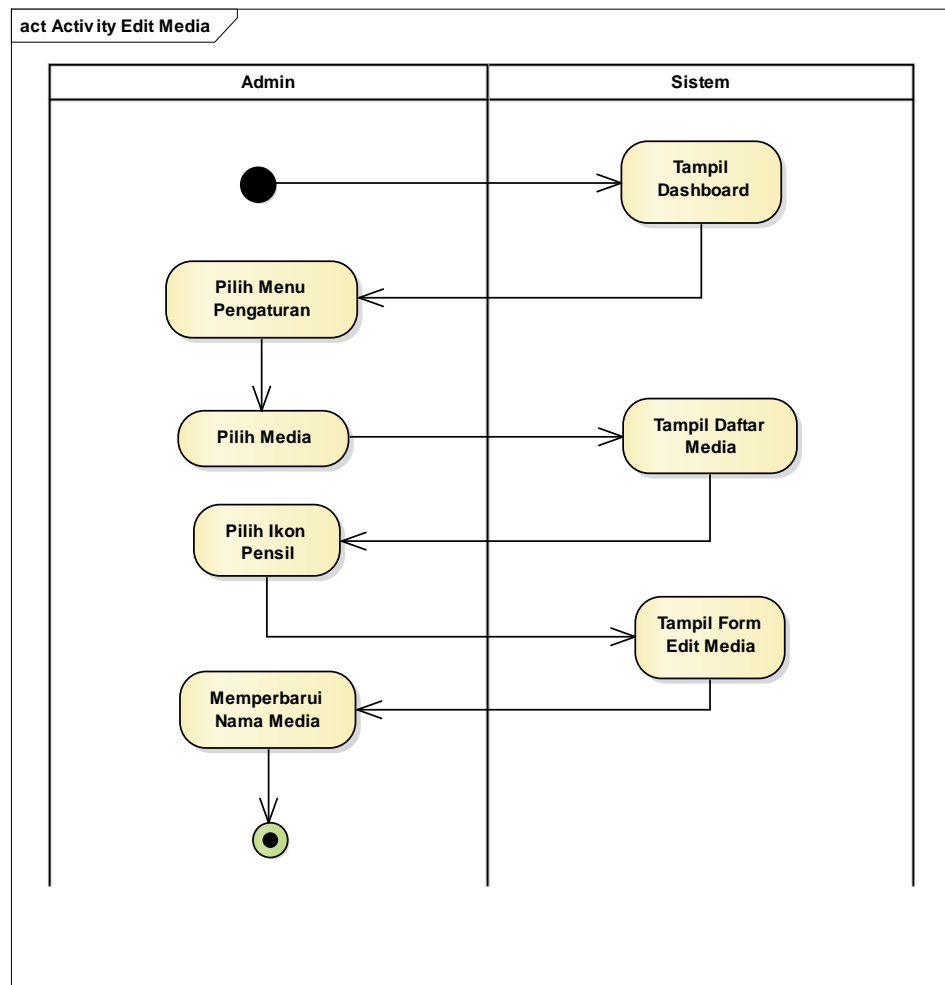 act Activity Edit Media
Admin
Sistem
Tampil
Dashboard
Pilih Menu
Pengaturan
Pilih Media
Tampil Daftar
Media
Pilih Ikon
Pensil
Tampil Form
Edit Media
Memperbarui
Nama Media